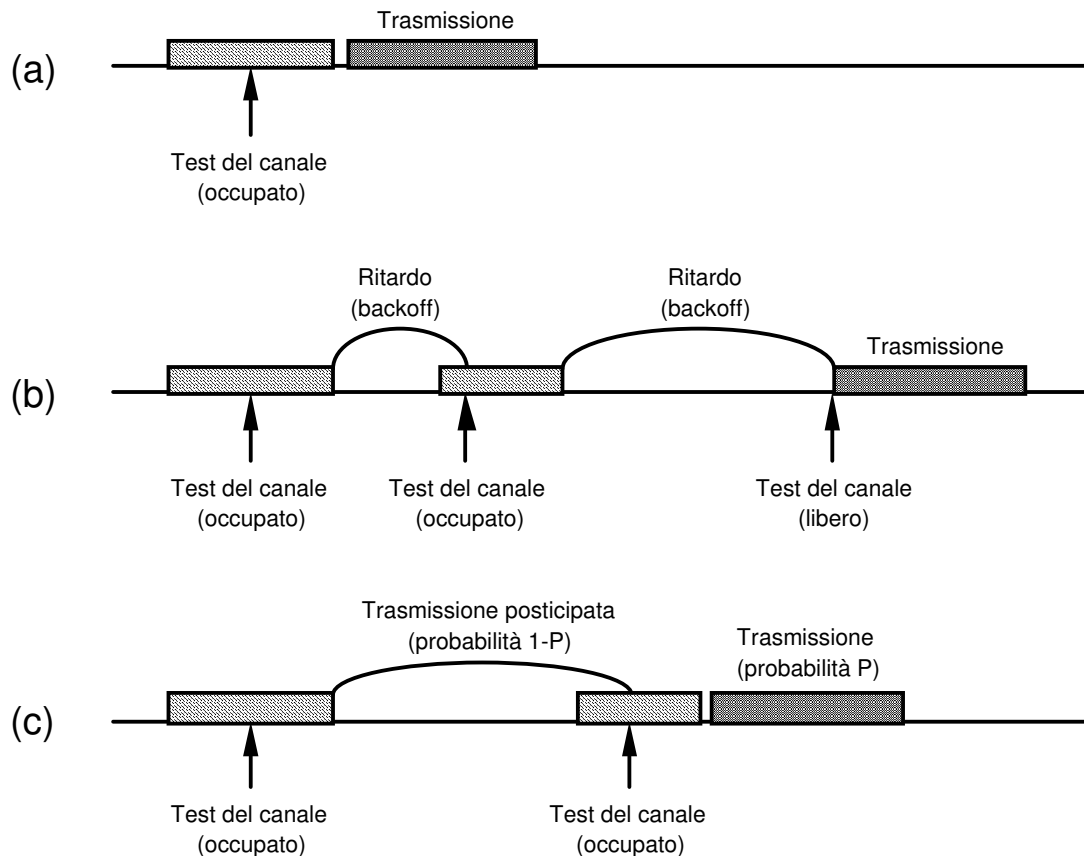 Trasmissione
(a)
Test del canale
(occupato)
Ritardo
(backoff)
Ritardo
(backoff)
Trasmissione
(b)
Test del canale
(occupato)
Test del canale
(occupato)
Test del canale
(libero)
Trasmissione posticipata
(probabilità 1-P)
Trasmissione
(probabilità P)
(c)
Test del canale
(occupato)
Test del canale
(occupato)